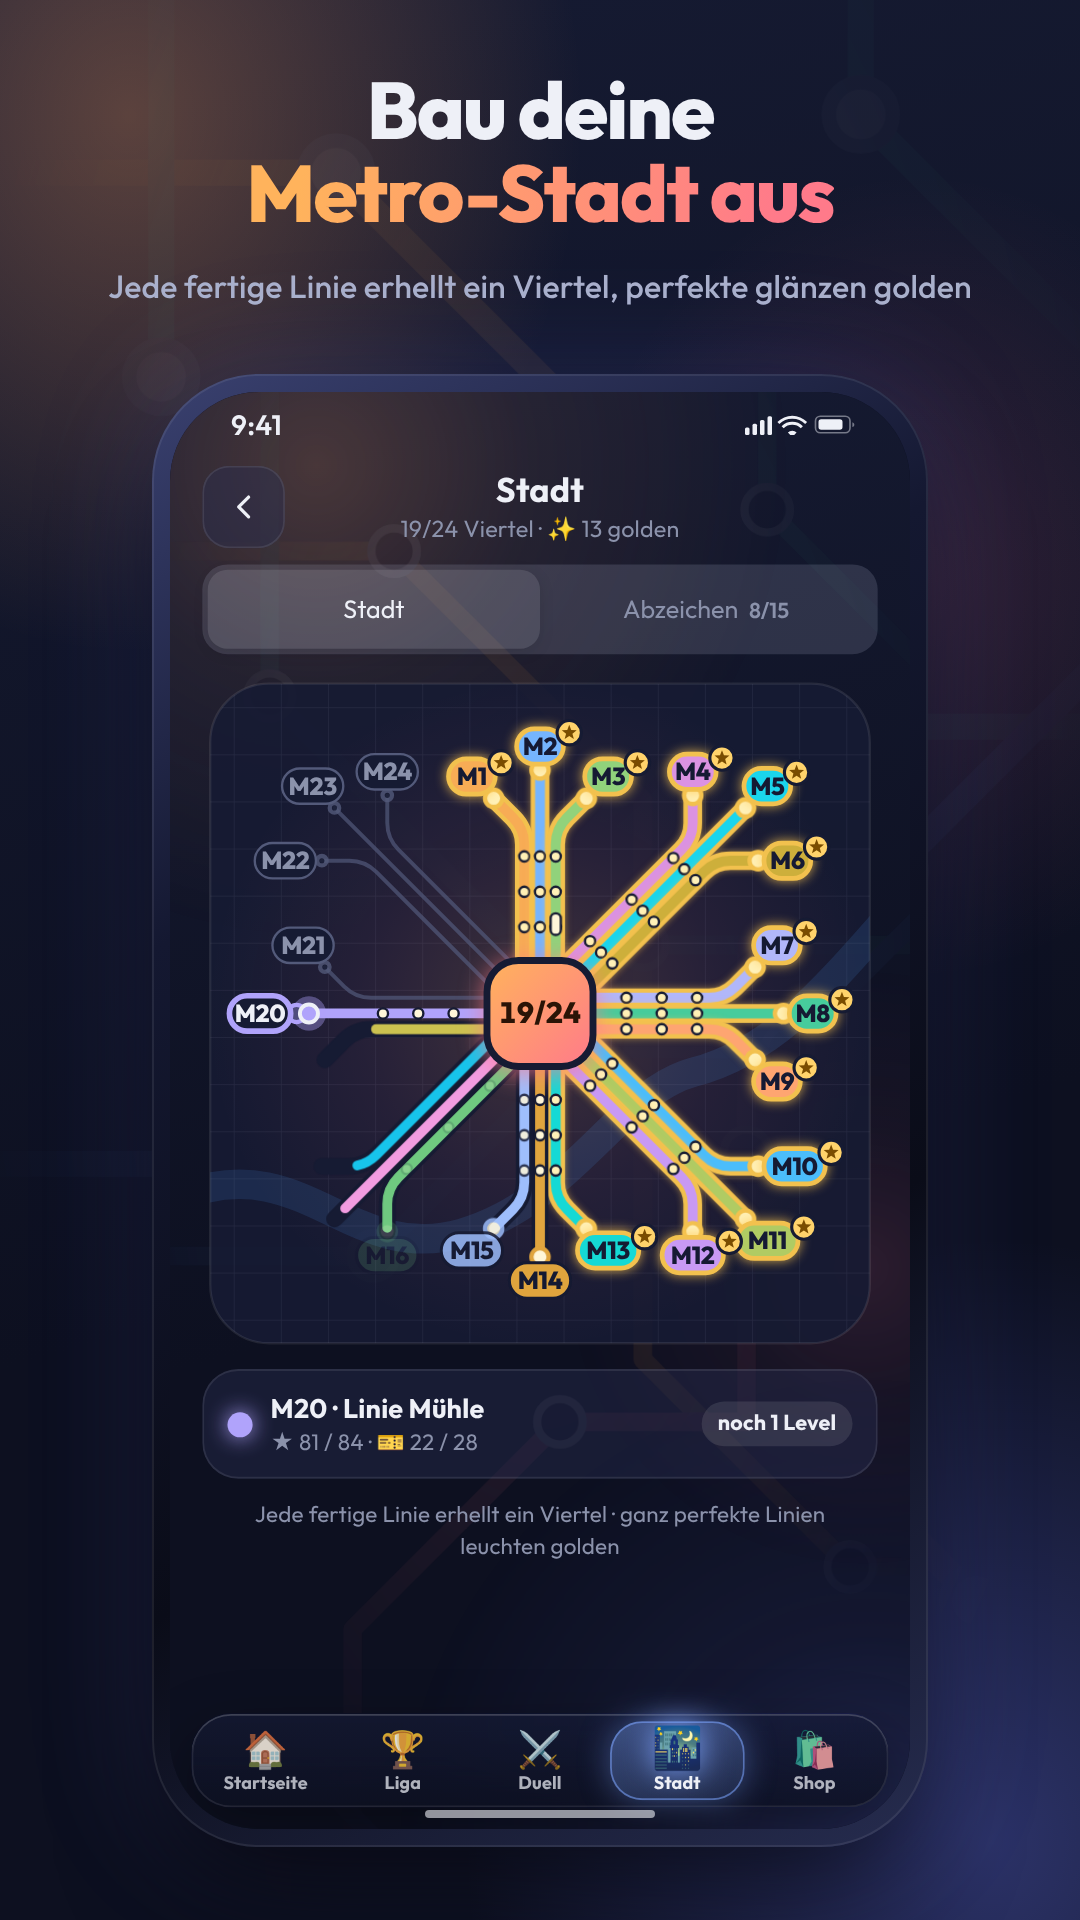 Bau deine
Metro-Stadt aus
Jede fertige Linie erhellt ein Viertel, perfekte glänzen golden
9:41
Stadt
19/24 Viertel · ✨ 13 golden
Stadt
Abzeichen 8/15
M2
M24
M1
M3
M4
M23
M5
M22
M6
M21
M7
M20
19/24
M8
M9
M10
M16
M15
M13
M12
M11
M14
M20 · Linie Mühle
★ 81 / 84 · 🎫 22 / 28
noch 1 Level
Jede fertige Linie erhellt ein Viertel · ganz perfekte Linien
leuchten golden
Startseite
Liga
Duell
Stadt
Shop